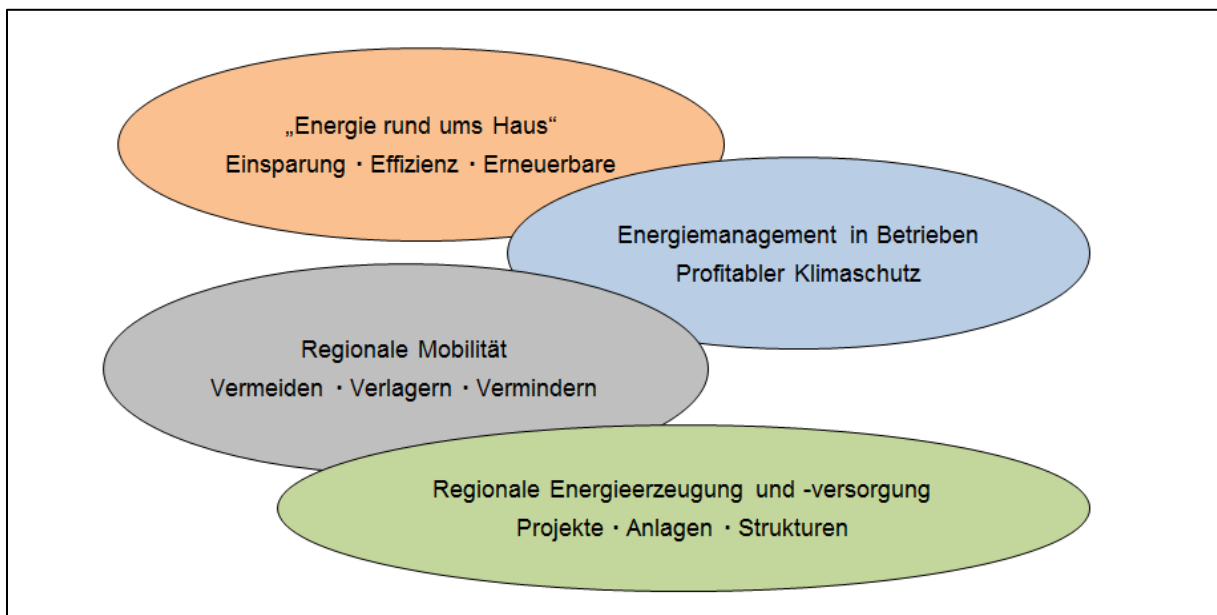 „Energie rund ums Haus“
Einsparung · Effizienz · Erneuerbare
Energiemanagement in Betrieben
Profitabler Klimaschutz
Regionale Mobilität
Vermeiden · Verlagern · Vermindern
Regionale Energieerzeugung und -versorgung
Projekte · Anlagen · Strukturen